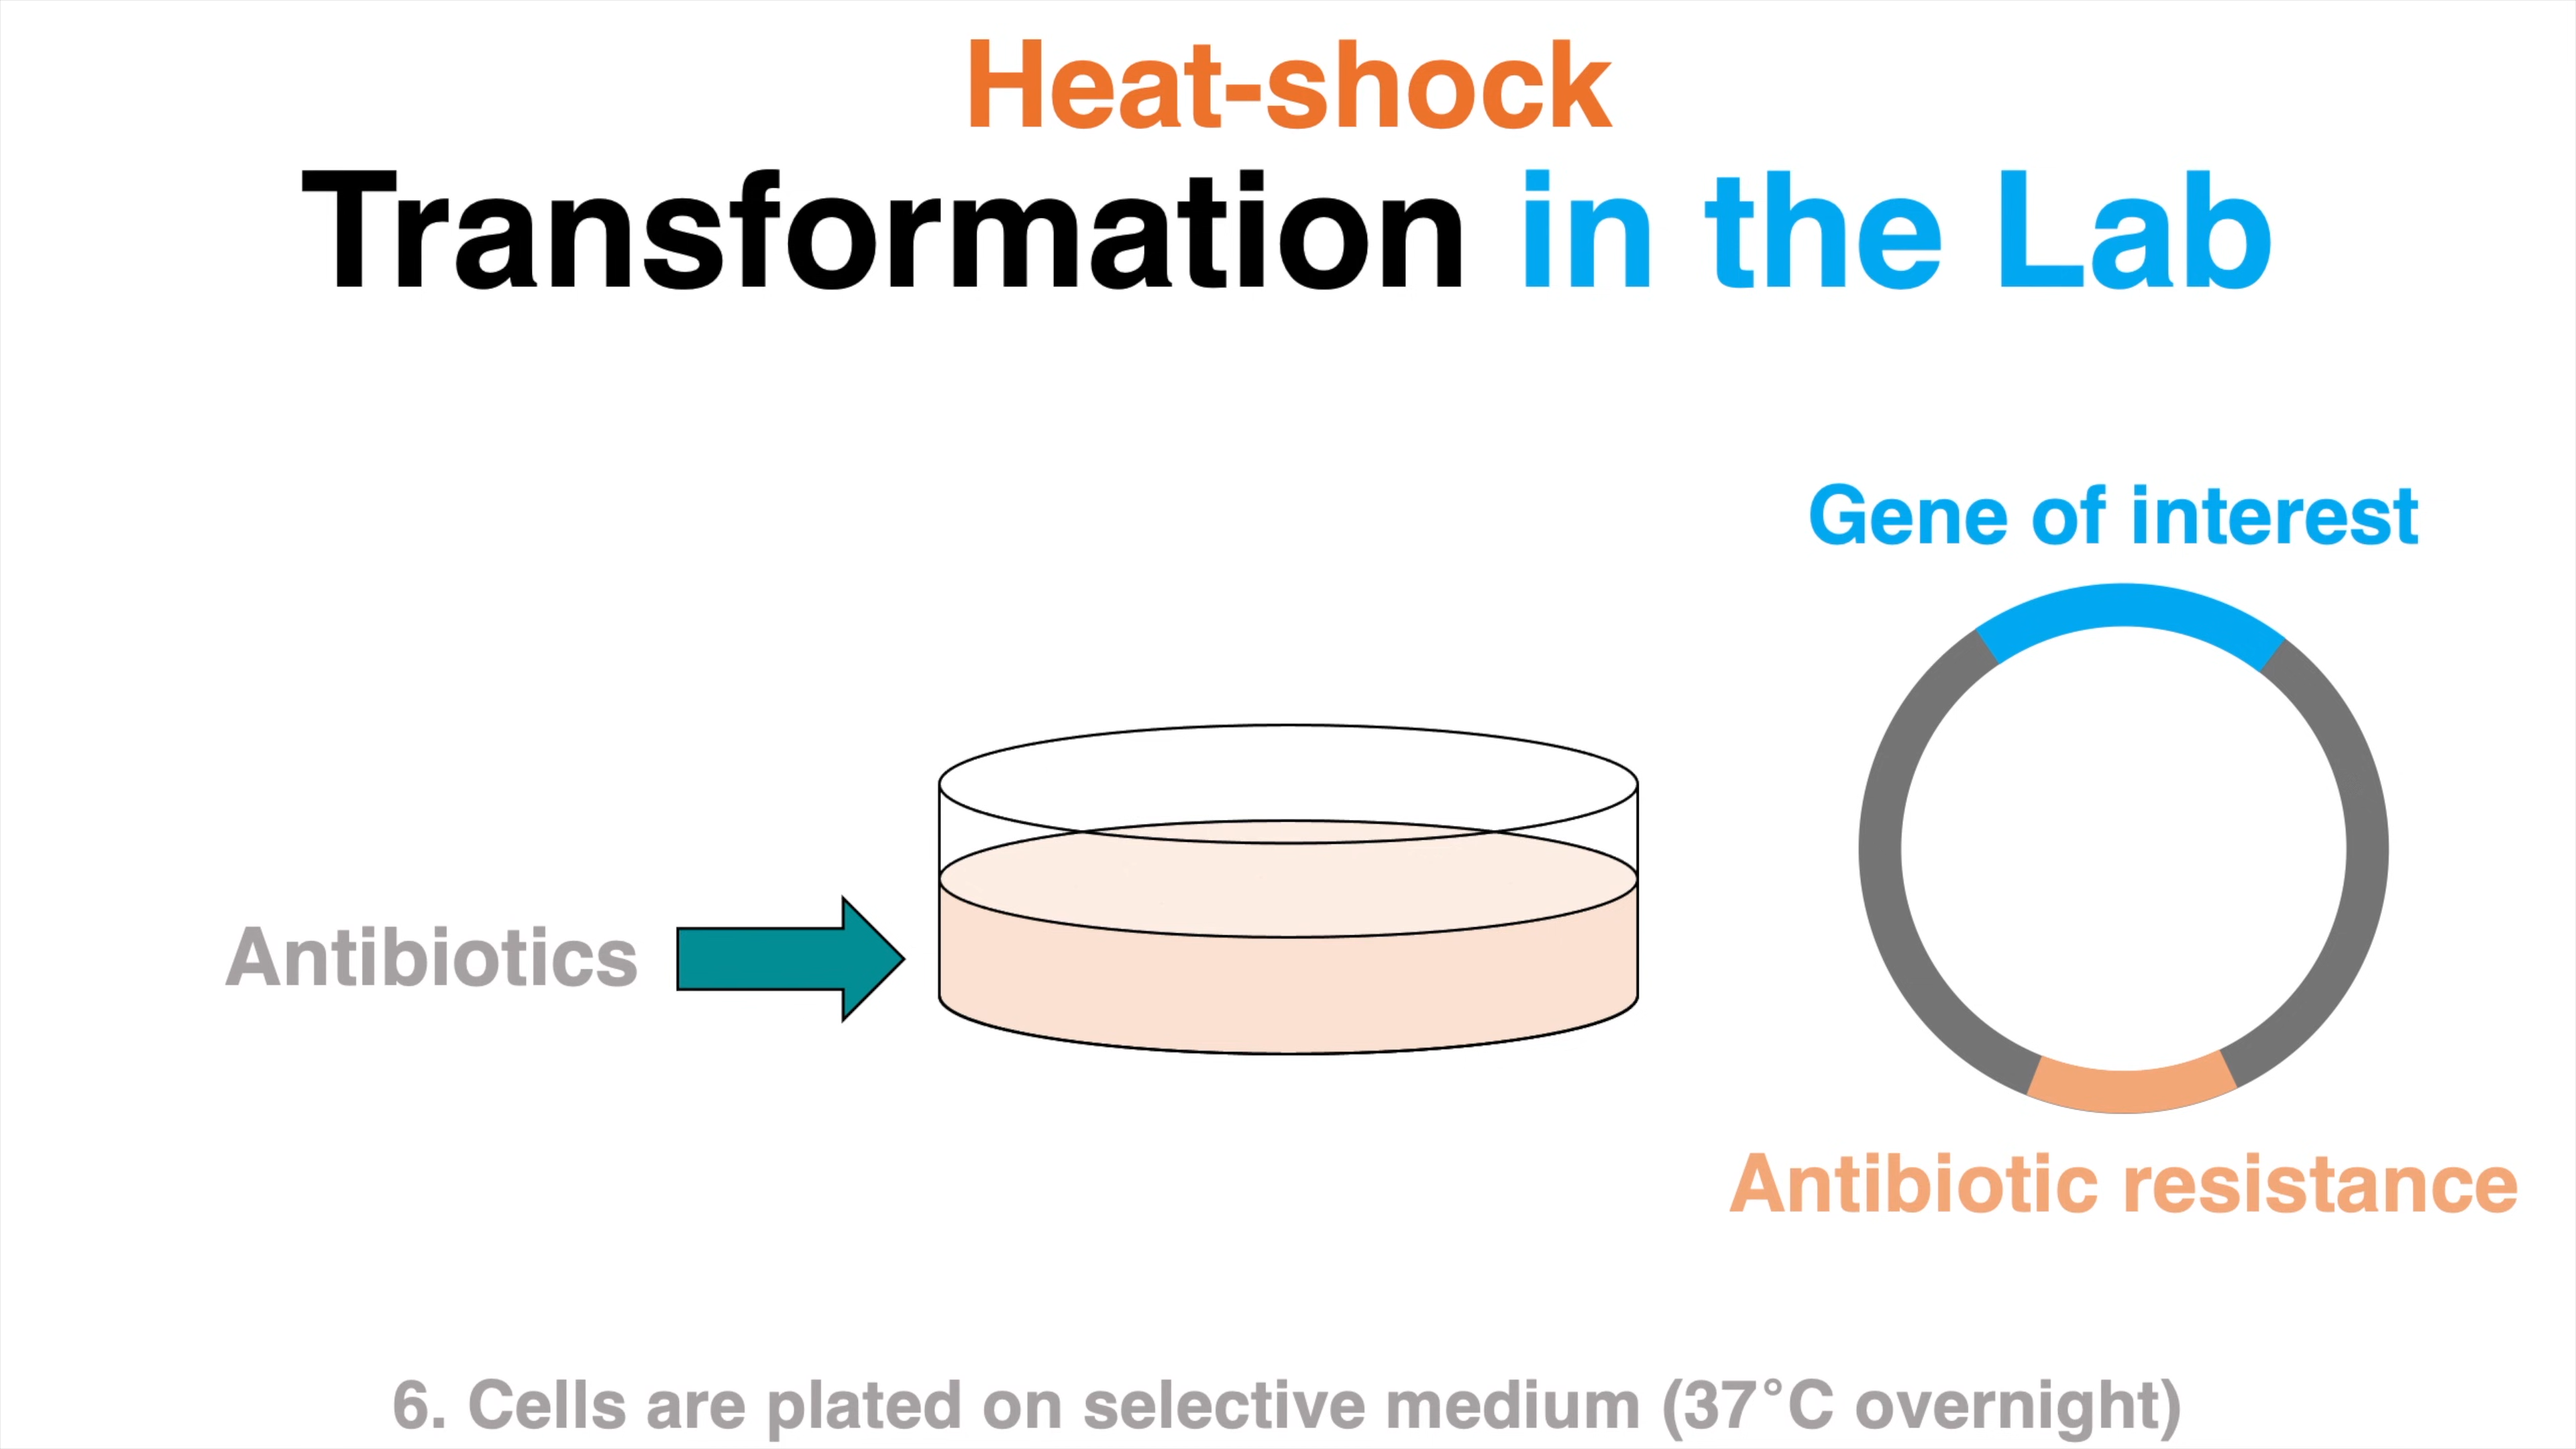 Heat-shock
Transformation in the Lab
Gene of interest
Antibiotics
Antibiotic resistance
6. Cells are plated on selective medium (37°C overnight)